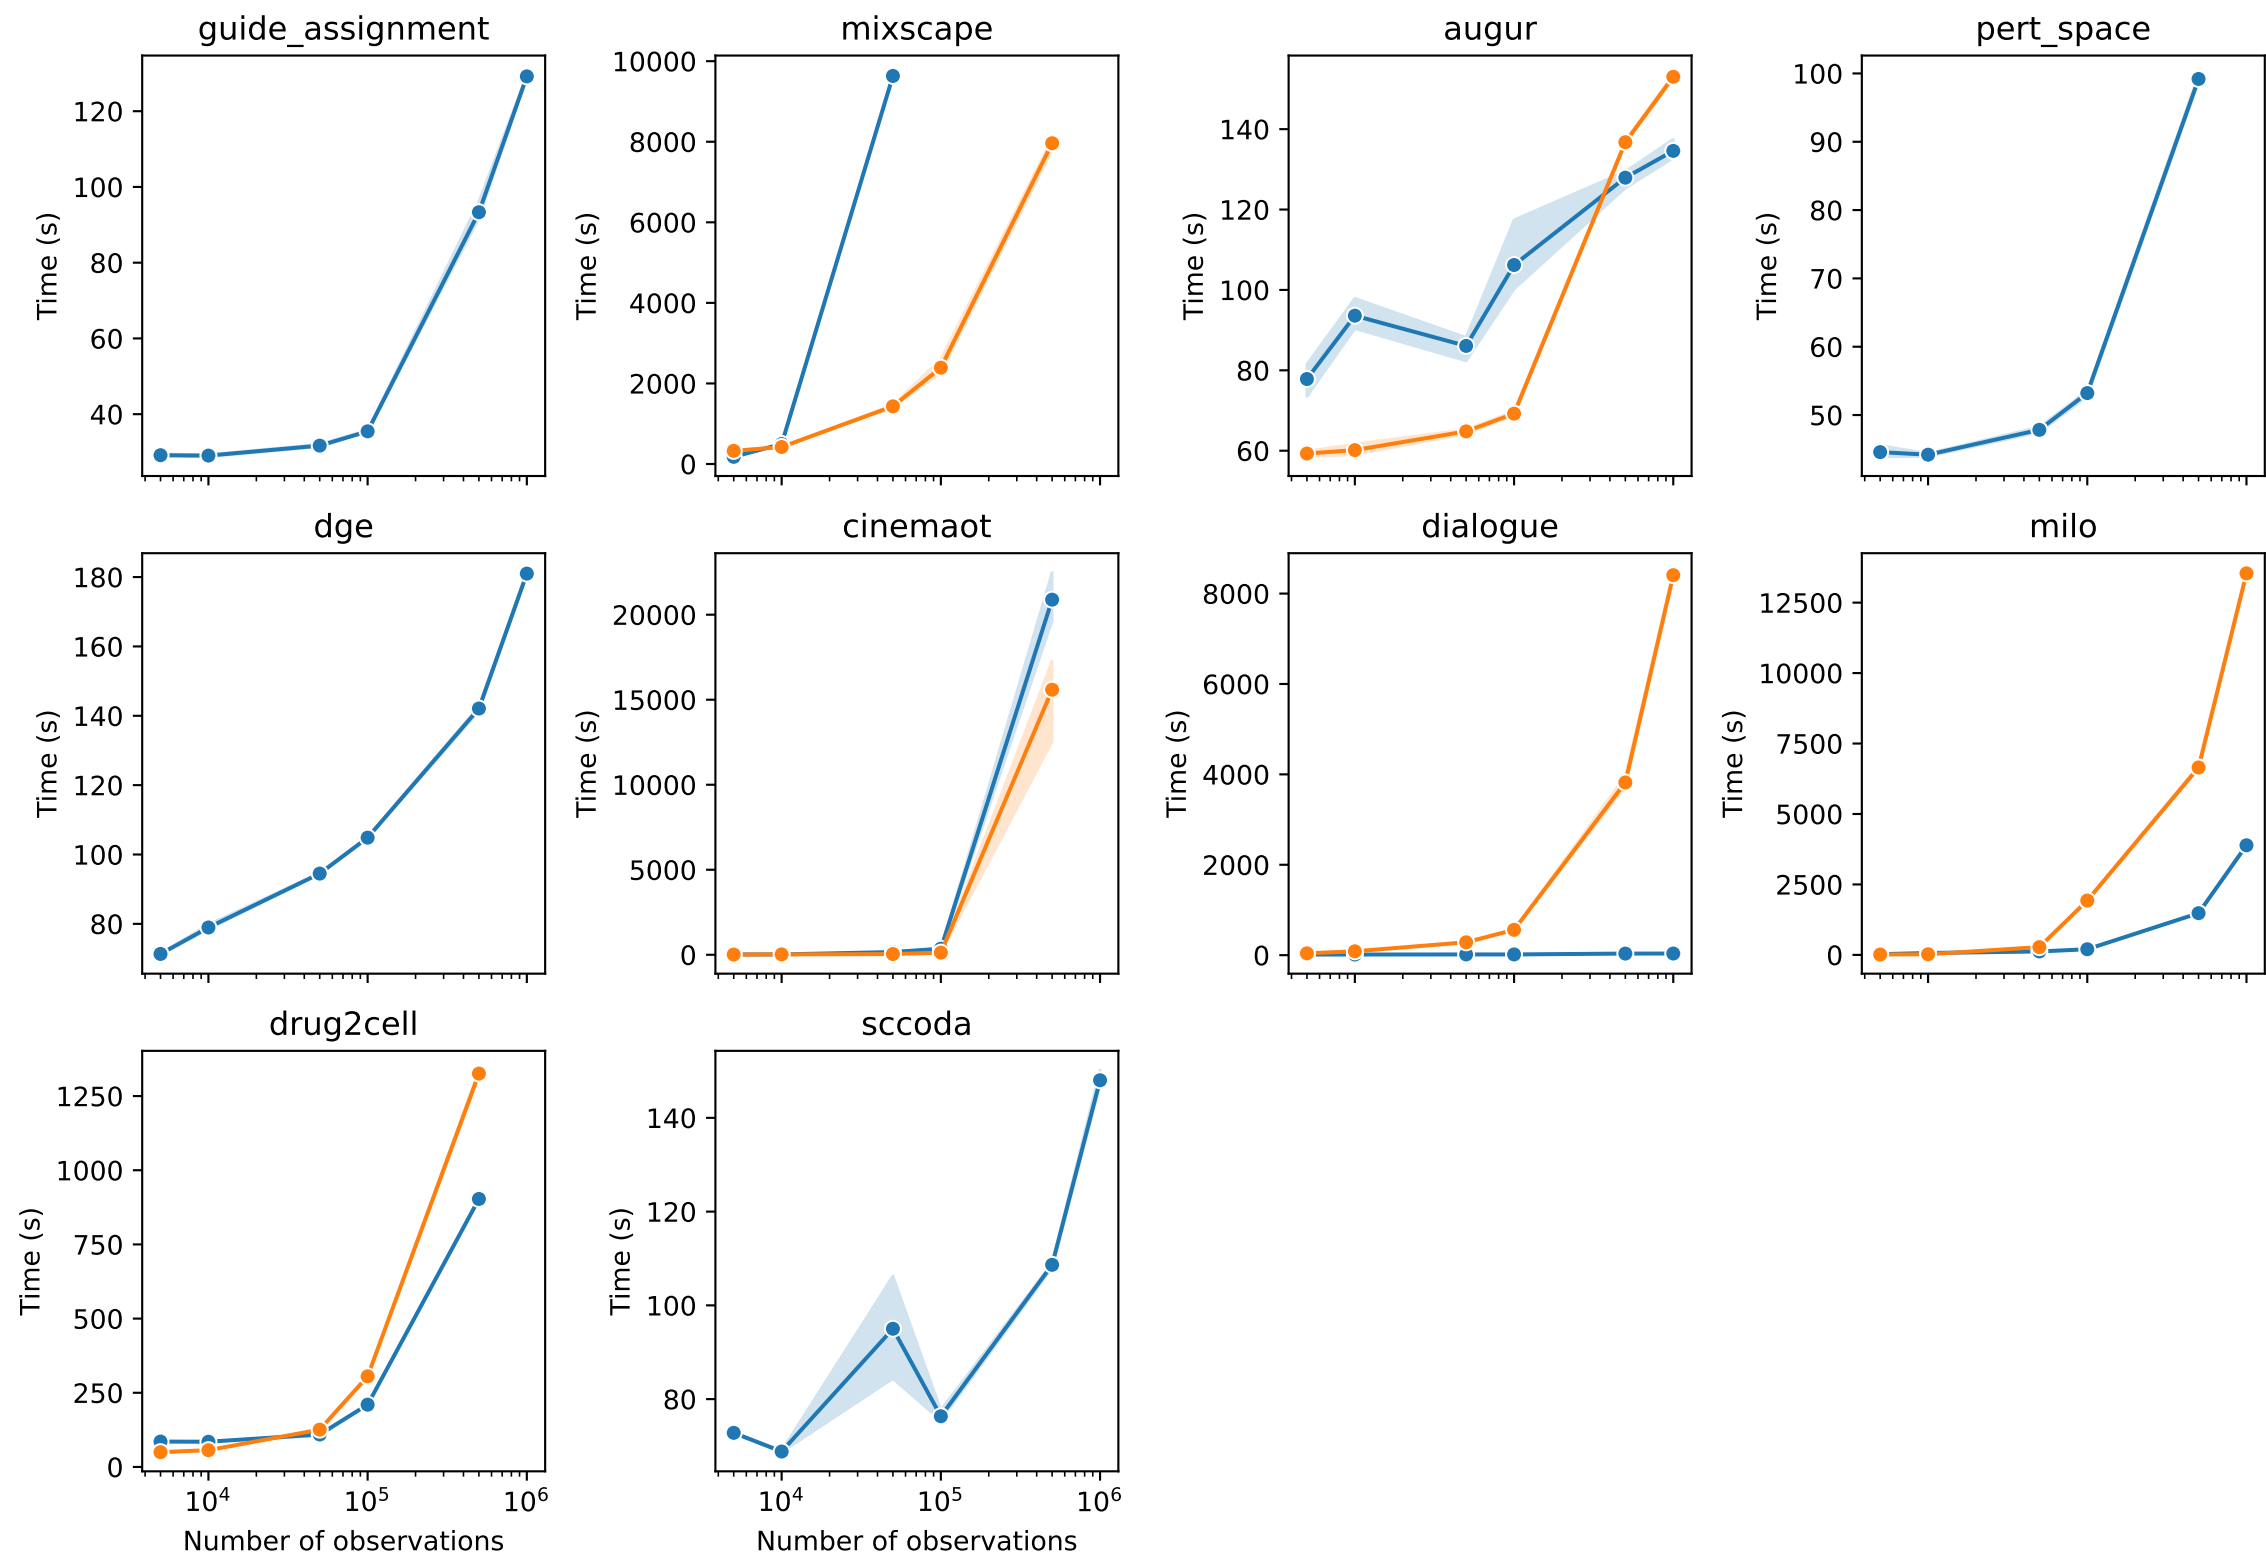 guide_assignment
Time (s)
120
100
80
60
40
mixscape
Time (s)
10000
8000
6000
4000
2000
0
augur
Time (s)
140
120
100
80
60
pert_space
Time (s)
100
90
80
70
60
50
dge
Time (s)
180
160
140
120
100
80
cinemaot
Time (s)
20000
15000
10000
5000
0
dialogue
Time (s)
8000
6000
4000
2000
0
milo
Time (s)
12500
10000
7500
5000
2500
0
drug2cell
Time (s)
1250
1000
750
500
250
0
10⁴ 10⁵ 10⁶
Number of observations
sccoda
Time (s)
140
120
100
80
10⁴ 10⁵ 10⁶
Number of observations